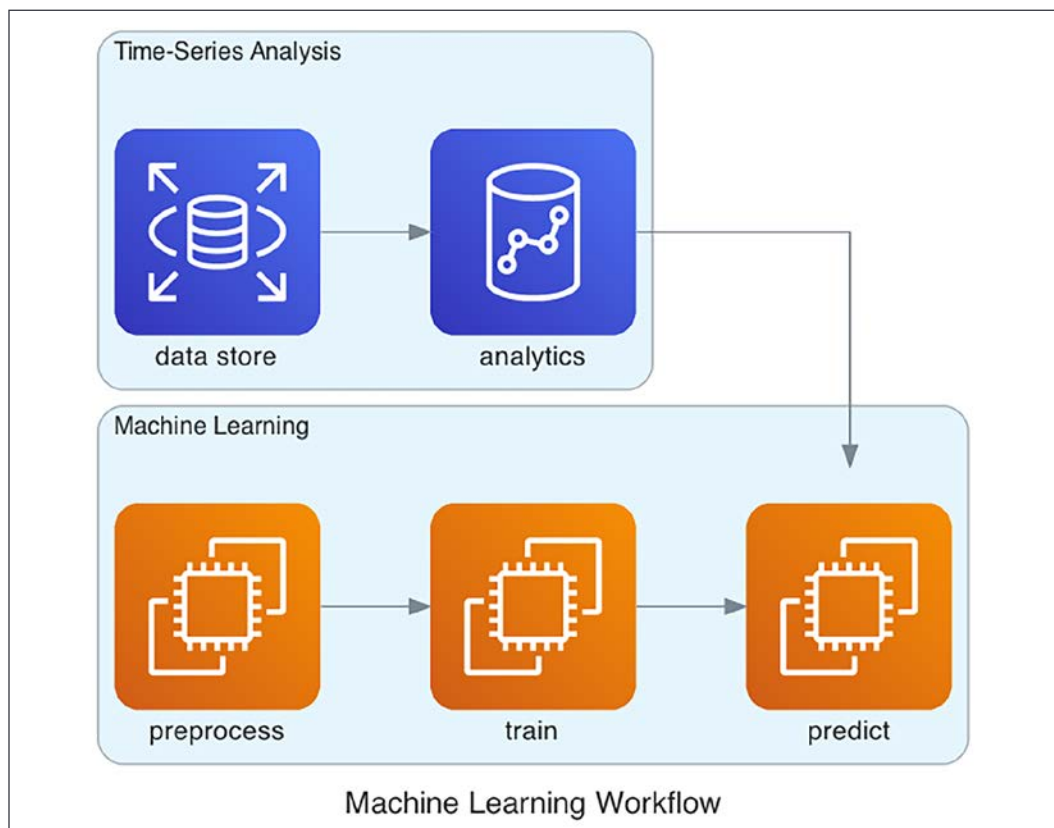 Time-Series Analysis
data store
analytics
Machine Learning
preprocess
train
predict
Machine Learning Workflow